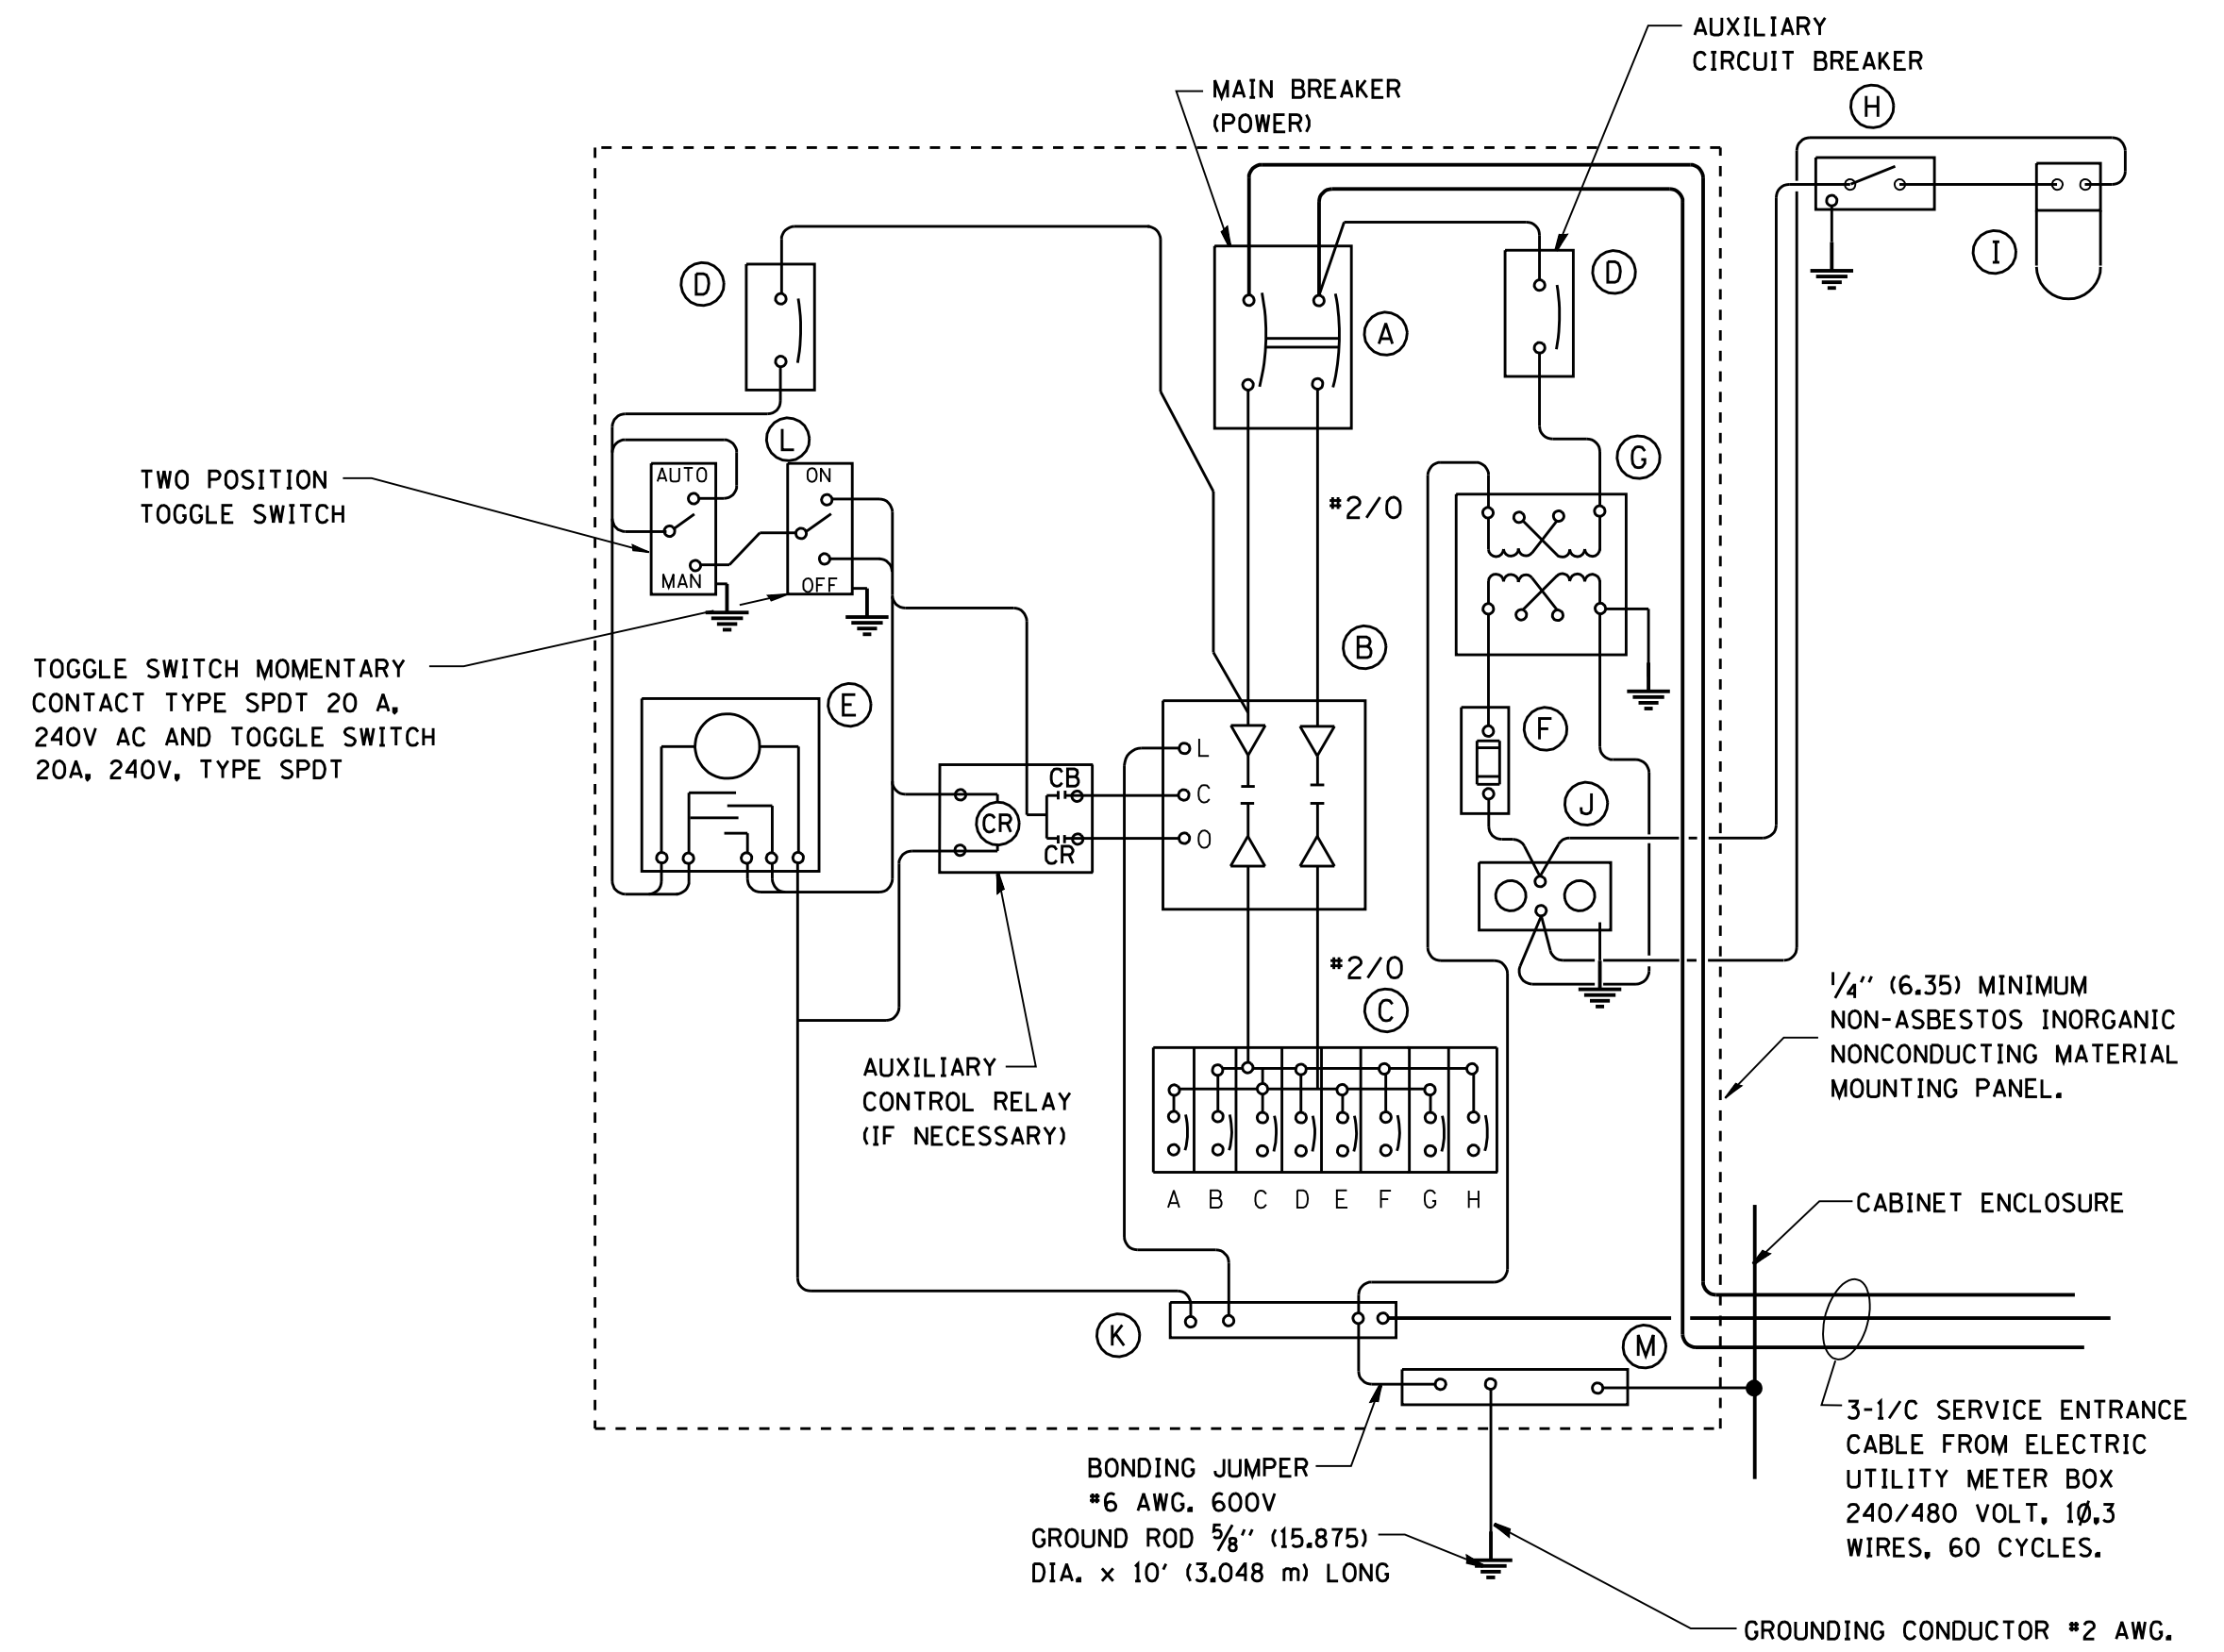 AUXILIARY
CIRCUIT BREAKER
MAIN BREAKER
(POWER)
H
D
D
A
I
L
G
TWO POSITION
TOGGLE SWITCH
AUTO
MAN
ON
OFF
#2/0
B
TOGGLE SWITCH MOMENTARY
CONTACT TYPE SPDT 20 A,
240V AC AND TOGGLE SWITCH
20A, 240V, TYPE SPDT
E
F
J
CB
CR
CR
L
C
O
#2/0
C
1/4" (6.35) MINIMUM
NON-ASBESTOS INORGANIC
NONCONDUCTING MATERIAL
MOUNTING PANEL.
AUXILIARY
CONTROL RELAY
(IF NECESSARY)
A B C D E F G H
CABINET ENCLOSURE
K
M
3-1/C SERVICE ENTRANCE
CABLE FROM ELECTRIC
UTILITY METER BOX
240/480 VOLT, 1Ø,3
WIRES, 60 CYCLES.
BONDING JUMPER
#6 AWG. 600V
GROUND ROD 5/8" (15.875)
DIA. x 10' (3.048 m) LONG
GROUNDING CONDUCTOR #2 AWG.